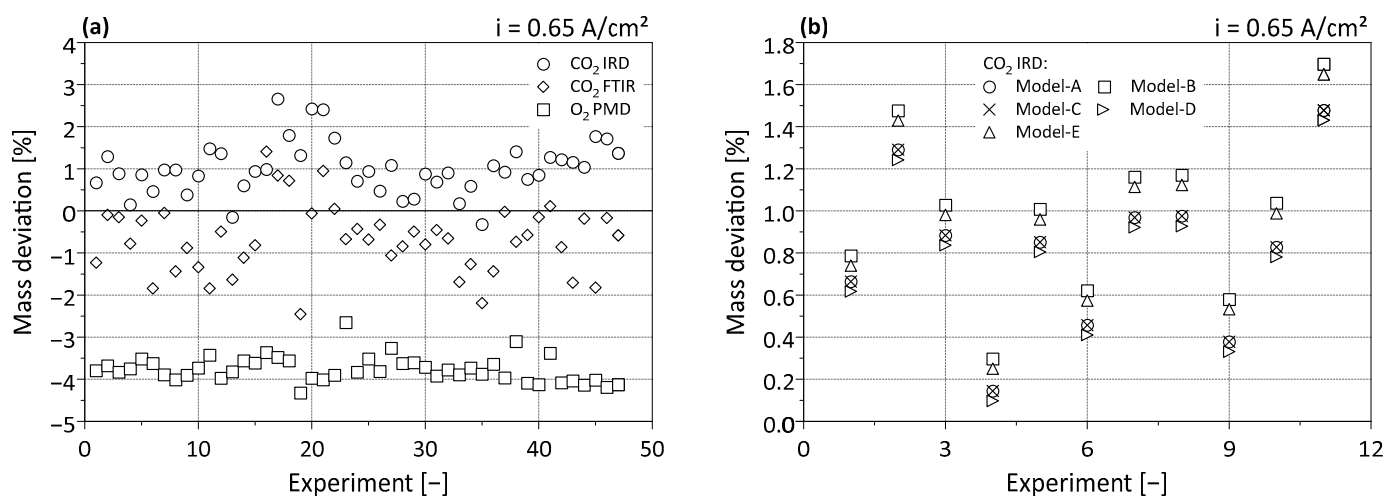 (a) i = 0.65 A/cm²
4
3
2
1
0
−1
−2
−3
−4
−5
Mass deviation [%]
CO₂ IRD
CO₂ FTIR
O₂ PMD
0 10 20 30 40 50
Experiment [−]
(b) i = 0.65 A/cm²
1.8
1.6
1.4
1.2
1.0
0.8
0.6
0.4
0.2
0.0
Mass deviation [%]
CO₂ IRD:
Model-A Model-B
Model-C Model-D
Model-E
0 3 6 9 12
Experiment [−]